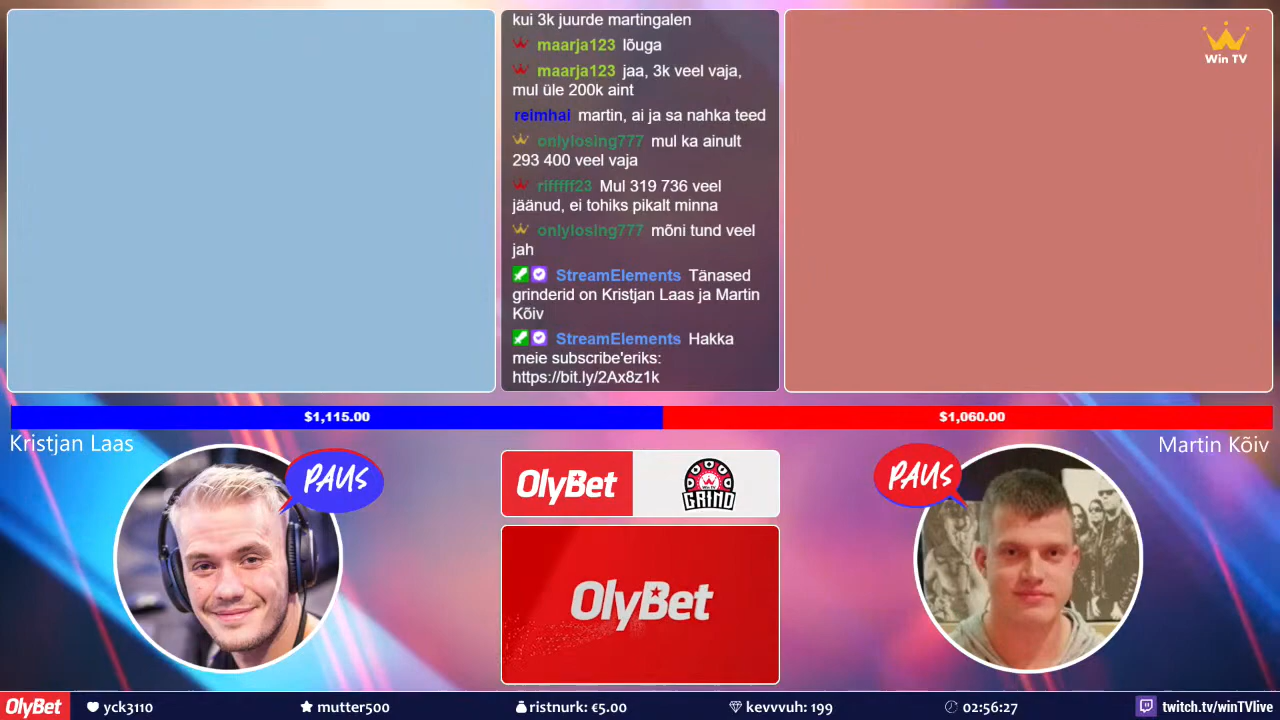 kui 3k juurde martingalen
maarja123 lõuga
maarja123 jaa, 3k veel vaja,
mul üle 200k aint
reimhai martin, ai ja sa nahka teed
onlylosing777 mul ka ainult
293 400 veel vaja
rifffff23 Mul 319 736 veel
jäänud, ei tohiks pikalt minna
onlylosing777 mõni tund veel
jah
StreamElements Tänased
grinderid on Kristjan Laas ja Martin
Kõiv
StreamElements Hakka
meie subscribe'eriks:
https://bit.ly/2Ax8z1k
Win TV
$1,115.00
$1,060.00
Kristjan Laas
Martin Kõiv
PAUS
PAUS
OlyBet
Win TV
GRIND
OlyBet
OlyBet
yck3110
mutter500
ristnurk: €5.00
kevvvuh: 199
02:56:27
twitch.tv/winTVlive